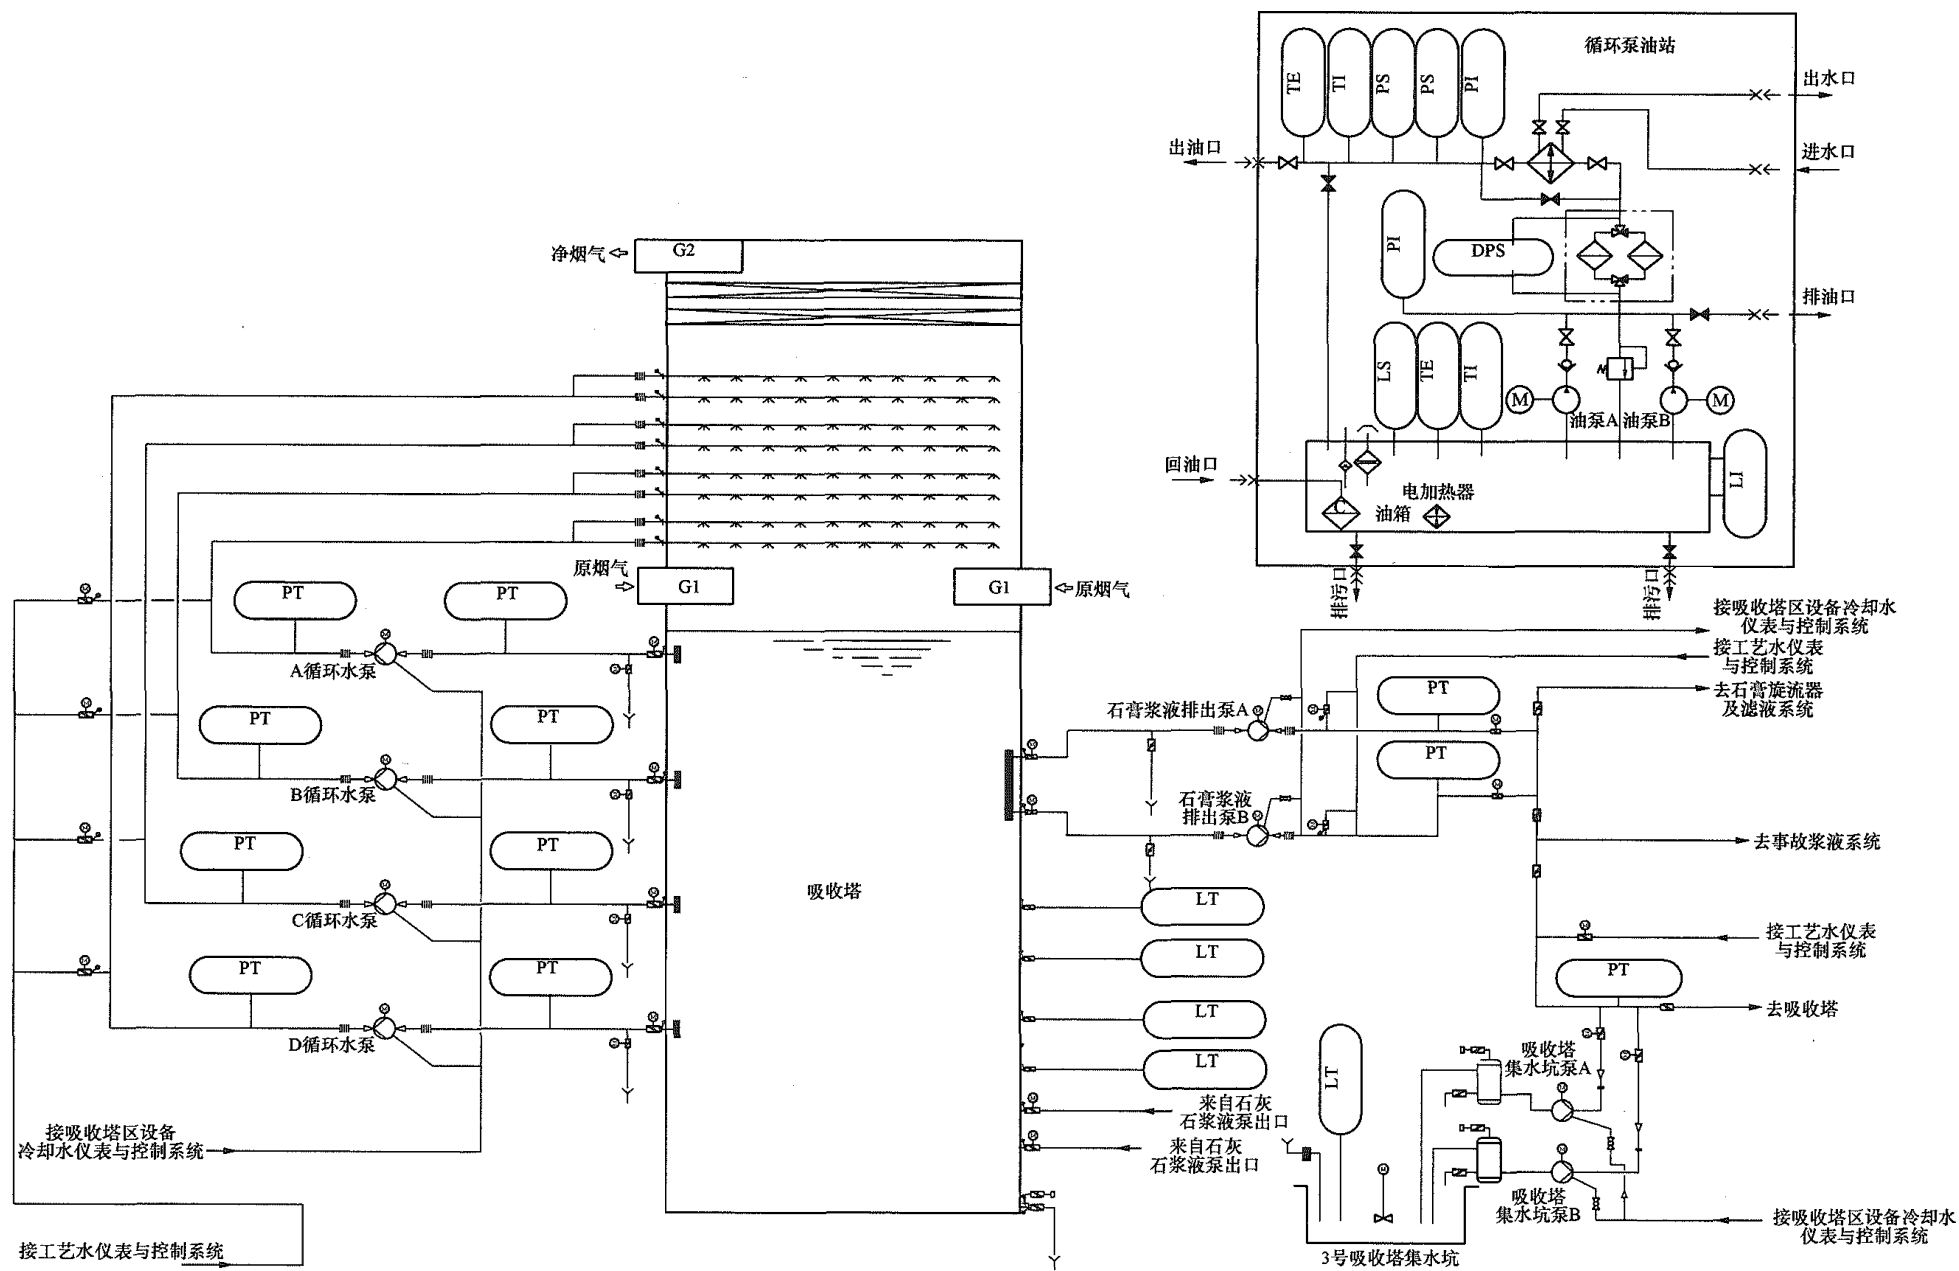 循环泵油站
TE
TI
PS
PS
PI
出水口
出油口
进水口
PI
DPS
排油口
LS
TE
TI
M
油泵A
油泵B
M
回油口
C
电加热器
油箱
LI
排污口
排污口
净烟气
G2
原烟气
G1
G1
原烟气
PT
PT
A循环水泵
PT
PT
B循环水泵
PT
PT
C循环水泵
PT
PT
D循环水泵
吸收塔
接吸收塔区设备
冷却水仪表与控制系统
接工艺水仪表与控制系统
接吸收塔区设备冷却水
仪表与控制系统
接工艺水仪表
与控制系统
石膏浆液排出泵A
PT
去石膏旋流器
及滤液系统
石膏浆液
排出泵B
PT
去事故浆液系统
LT
LT
LT
LT
接工艺水仪表
与控制系统
PT
去吸收塔
来自石灰
石浆液泵出口
来自石灰
石浆液泵出口
LT
吸收塔
集水坑泵A
吸收塔
集水坑泵B
3号吸收塔集水坑
接吸收塔区设备冷却水
仪表与控制系统